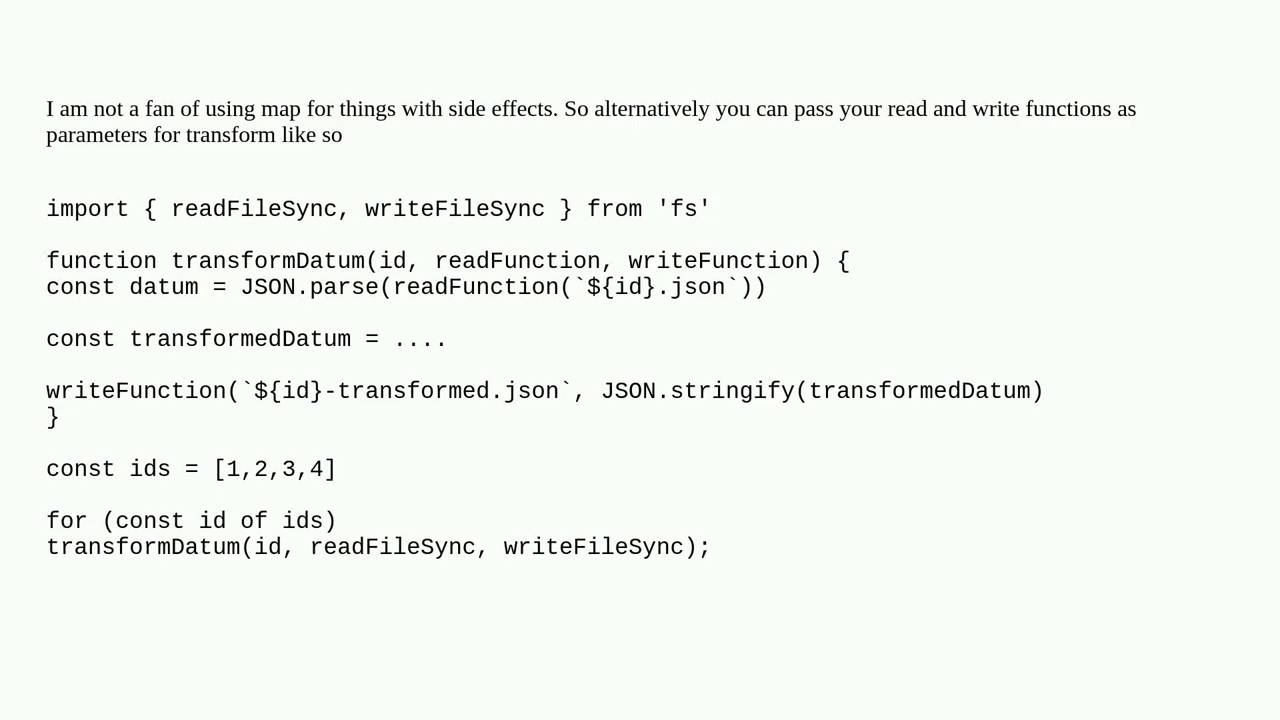 I am not a fan of using map for things with side effects. So alternatively you can pass your read and write functions as
parameters for transform like so
import { readFileSync, writeFileSync } from 'fs'
function transformDatum(id, readFunction, writeFunction) {
const datum = JSON.parse(readFunction(`${id}.json`))
const transformedDatum = ....
writeFunction(`${id}-transformed.json`, JSON.stringify(transformedDatum)
}
const ids = [1,2,3,4]
for (const id of ids)
transformDatum(id, readFileSync, writeFileSync);